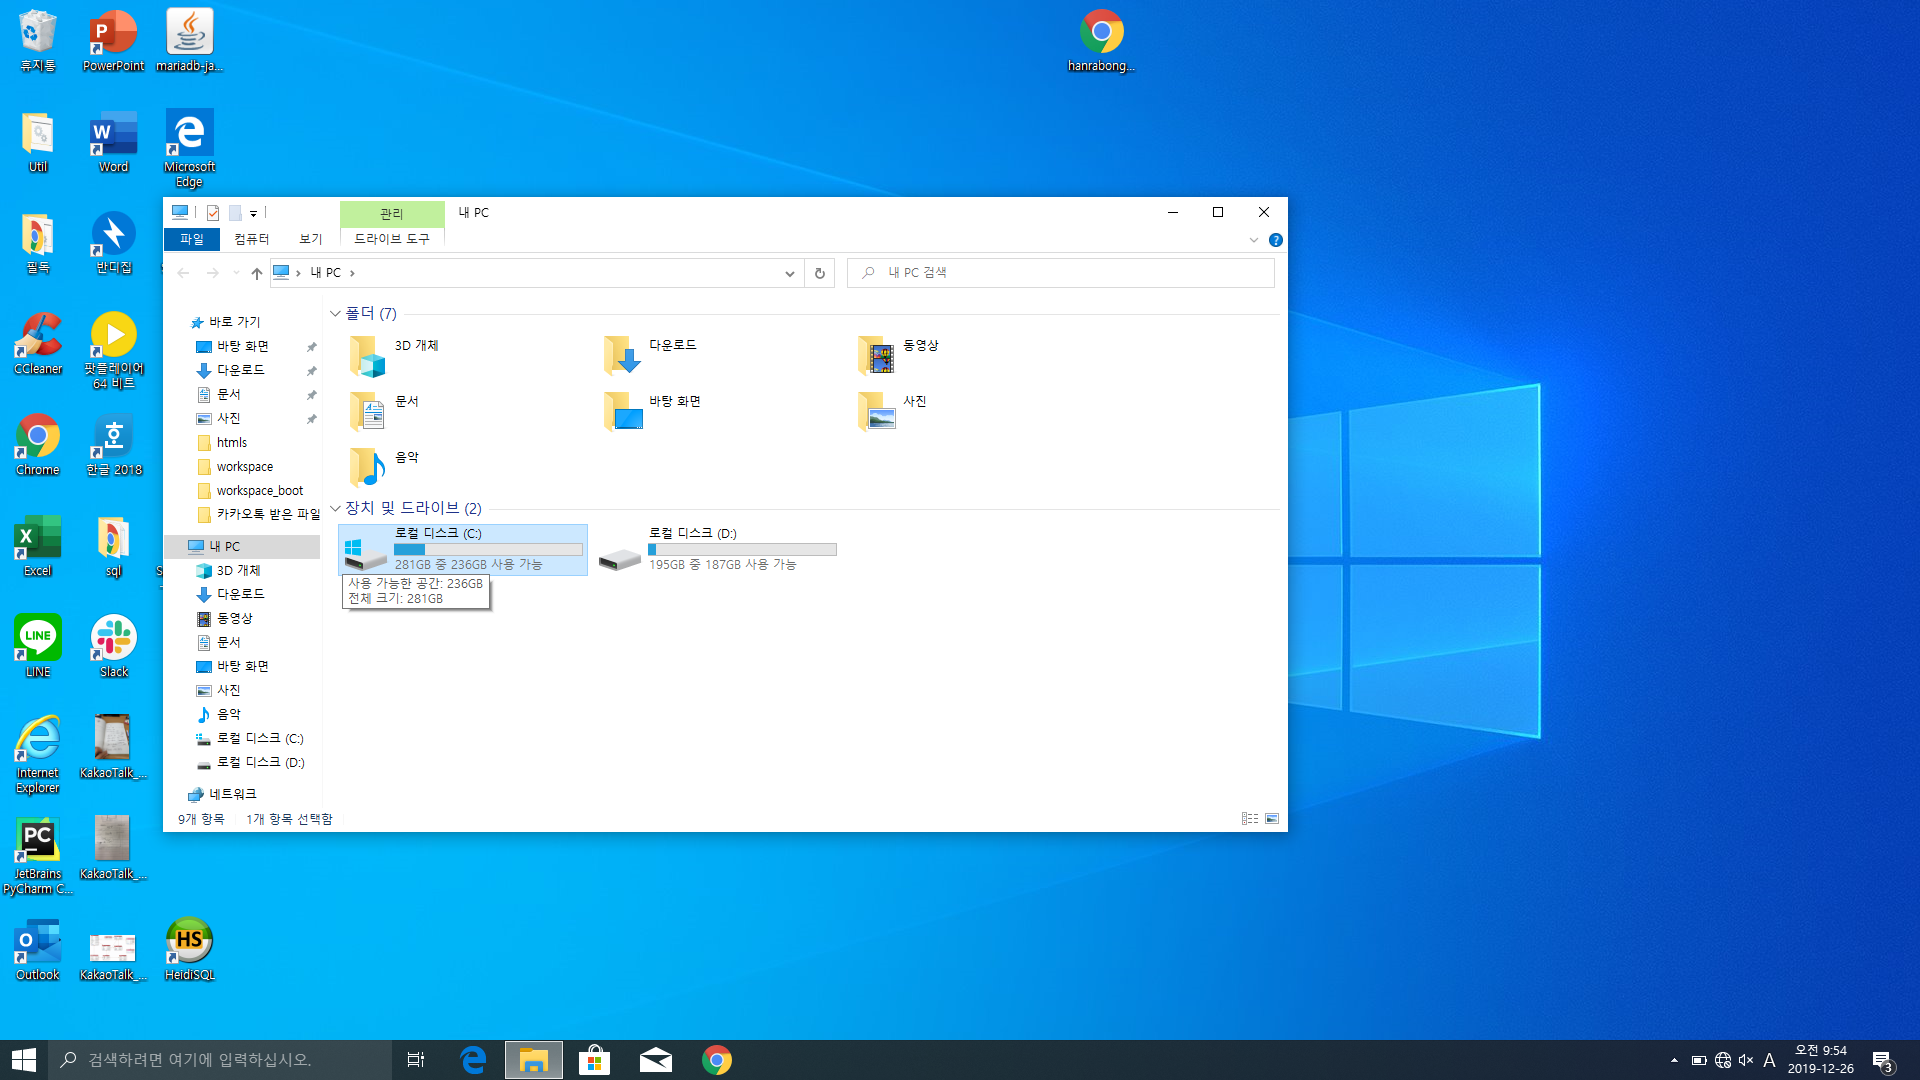 휴지통
PowerPoint
mariadb-ja...
hanrabong...
Util
Word
Microsoft
Edge
필독
반디집
CCleaner
팟플레이어
64 비트
Chrome
한글 2018
Excel
sql
S
LINE
Slack
Internet
Explorer
KakaoTalk_...
JetBrains
PyCharm C...
KakaoTalk_...
Outlook
KakaoTalk_...
HeidiSQL
관리
내 PC
파일
컴퓨터
보기
드라이브 도구
내 PC
내 PC 검색
바로 가기
바탕 화면
다운로드
문서
사진
htmls
workspace
workspace_boot
카카오톡 받은 파일
내 PC
3D 개체
다운로드
동영상
문서
바탕 화면
사진
음악
로컬 디스크 (C:)
로컬 디스크 (D:)
네트워크
폴더 (7)
3D 개체
다운로드
동영상
문서
바탕 화면
사진
음악
장치 및 드라이브 (2)
로컬 디스크 (C:)
281GB 중 236GB 사용 가능
로컬 디스크 (D:)
195GB 중 187GB 사용 가능
사용 가능한 공간: 236GB
전체 크기: 281GB
9개 항목
1개 항목 선택함
검색하려면 여기에 입력하십시오.
A
오전 9:54
2019-12-26
3